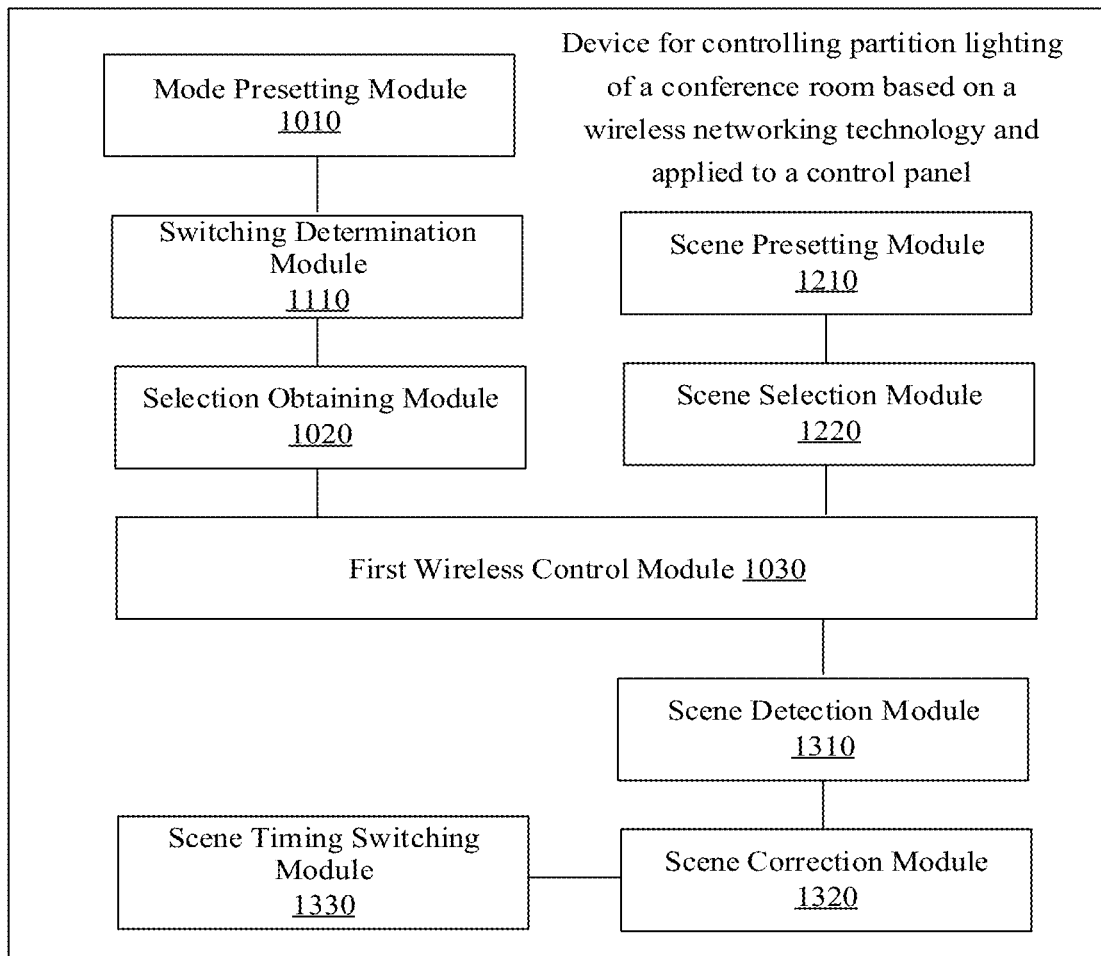 Device for controlling partition lighting
of a conference room based on a
wireless networking technology and
applied to a control panel
Mode Presetting Module
1010
Switching Determination
Module
1110
Scene Presetting Module
1210
Selection Obtaining Module
1020
Scene Selection Module
1220
First Wireless Control Module 1030
Scene Detection Module
1310
Scene Timing Switching
Module
1330
Scene Correction Module
1320